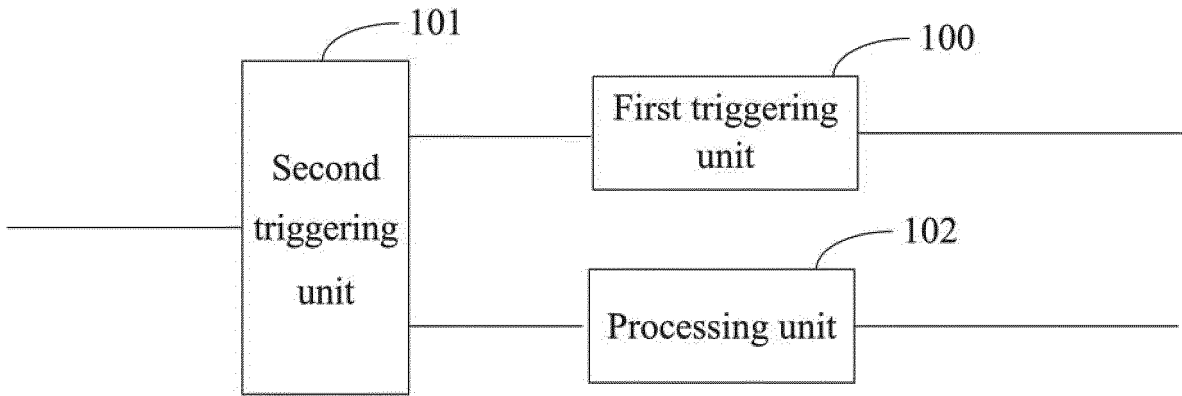 101
100
First triggering
unit
Second
triggering
unit
102
Processing unit